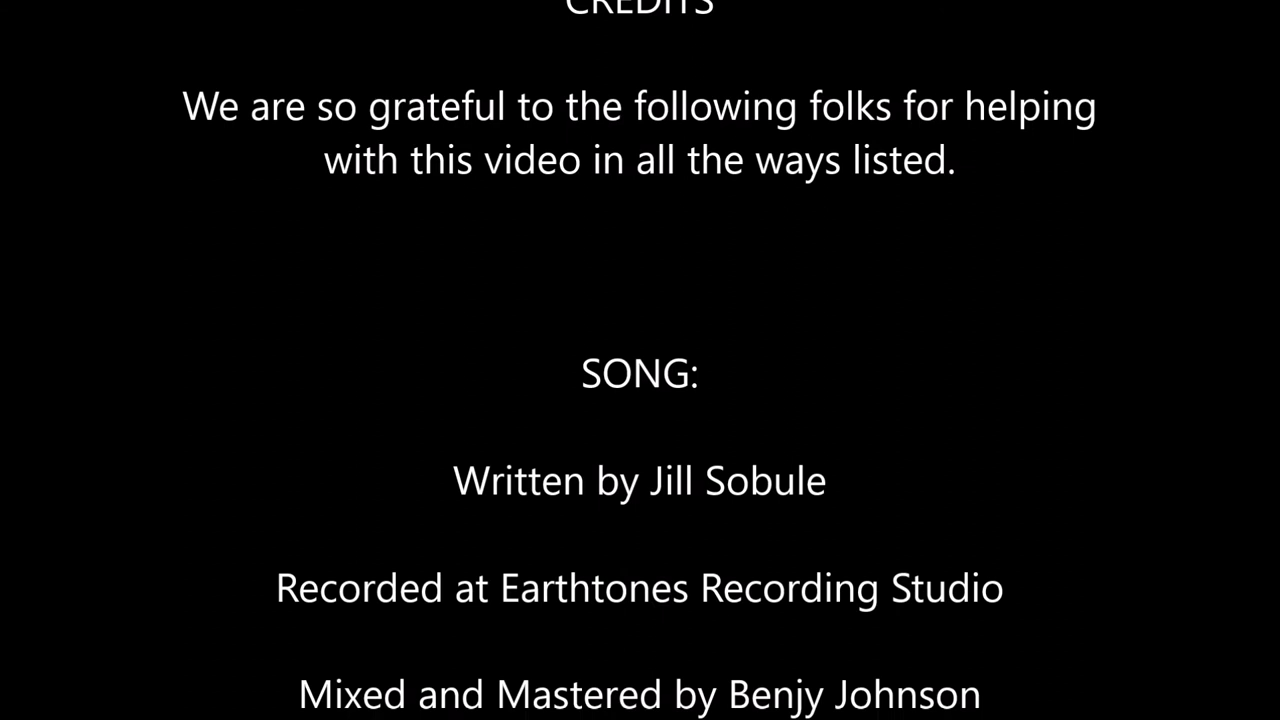 CREDITS
We are so grateful to the following folks for helping
with this video in all the ways listed.
SONG:
Written by Jill Sobule
Recorded at Earthtones Recording Studio
Mixed and Mastered by Benjy Johnson